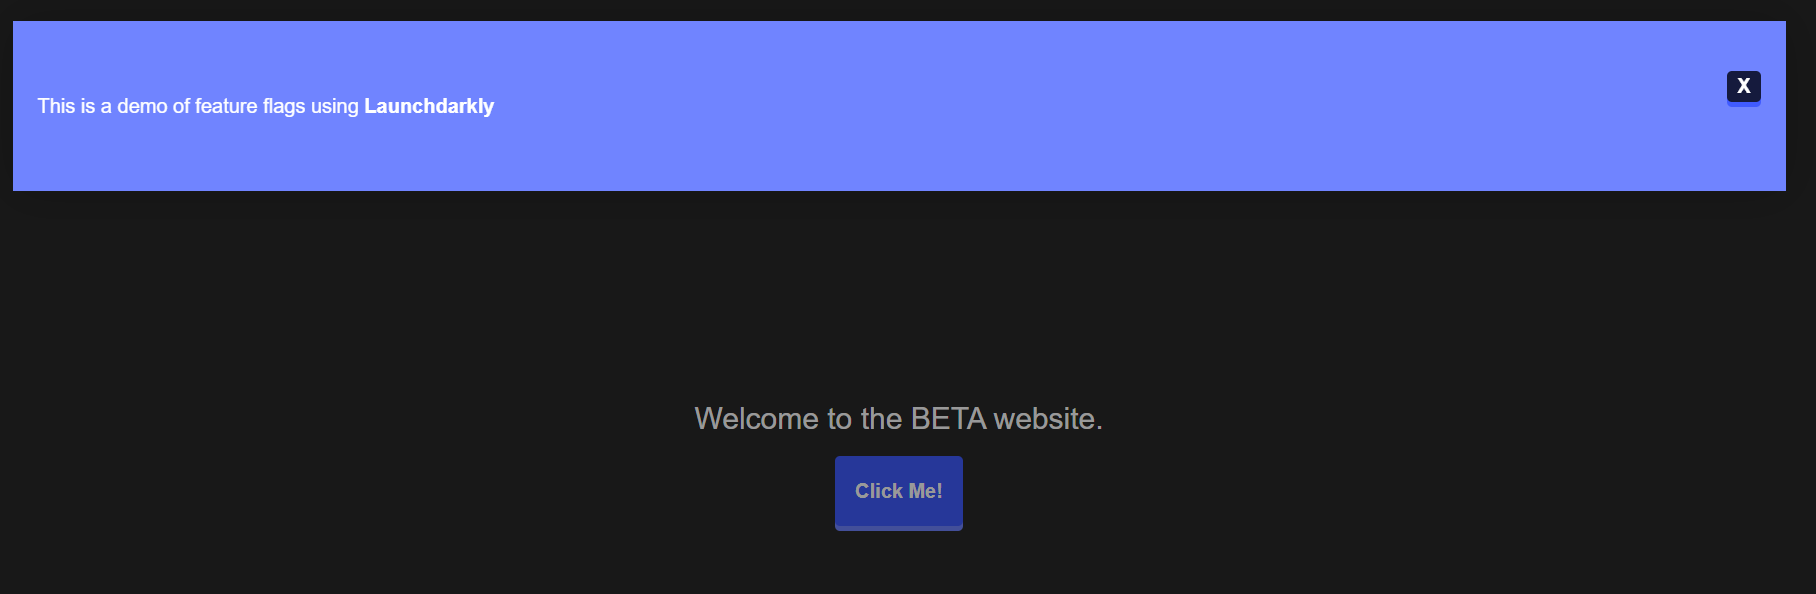 This is a demo of feature flags using Launchdarkly
X
Welcome to the BETA website.
Click Me!